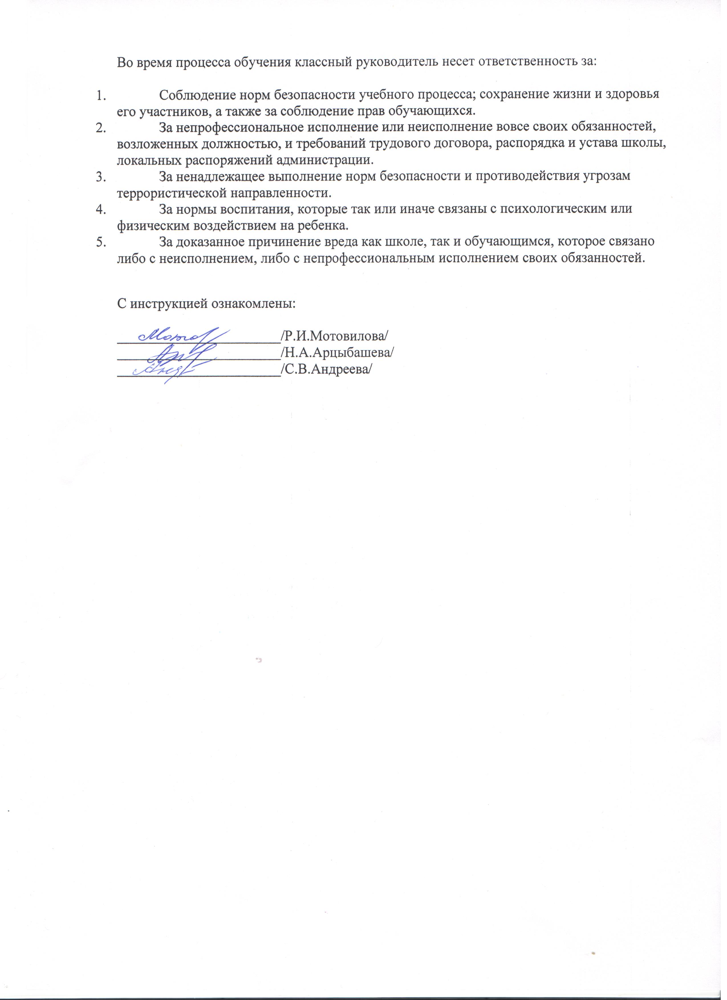 Во время процесса обучения классный руководитель несет ответственность за:
1. Соблюдение норм безопасности учебного процесса; сохранение жизни и здоровья
его участников, а также за соблюдение прав обучающихся.
2. За непрофессиональное исполнение или неисполнение вовсе своих обязанностей,
возложенных должностью, и требований трудового договора, распорядка и устава школы,
локальных распоряжений администрации.
3. За ненадлежащее выполнение норм безопасности и противодействия угрозам
террористической направленности.
4. За нормы воспитания, которые так или иначе связаны с психологическим или
физическим воздействием на ребенка.
5. За доказанное причинение вреда как школе, так и обучающимся, которое связано
либо с неисполнением, либо с непрофессиональным исполнением своих обязанностей.
С инструкцией ознакомлены:
/Р.И.Мотовилова/
/Н.А.Арцыбашева/
/С.В.Андреева/